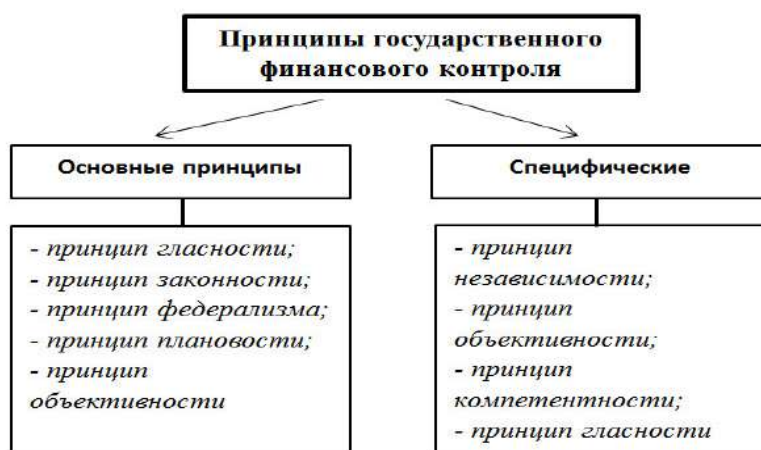 Принципы государственного
финансового контроля
Основные принципы
Специфические
- принцип гласности;
- принцип законности;
- принцип федерализма;
- принцип плановости;
- принцип
объективности
- принцип
независимости;
- принцип
объективности;
- принцип
компетентности;
- принцип гласности